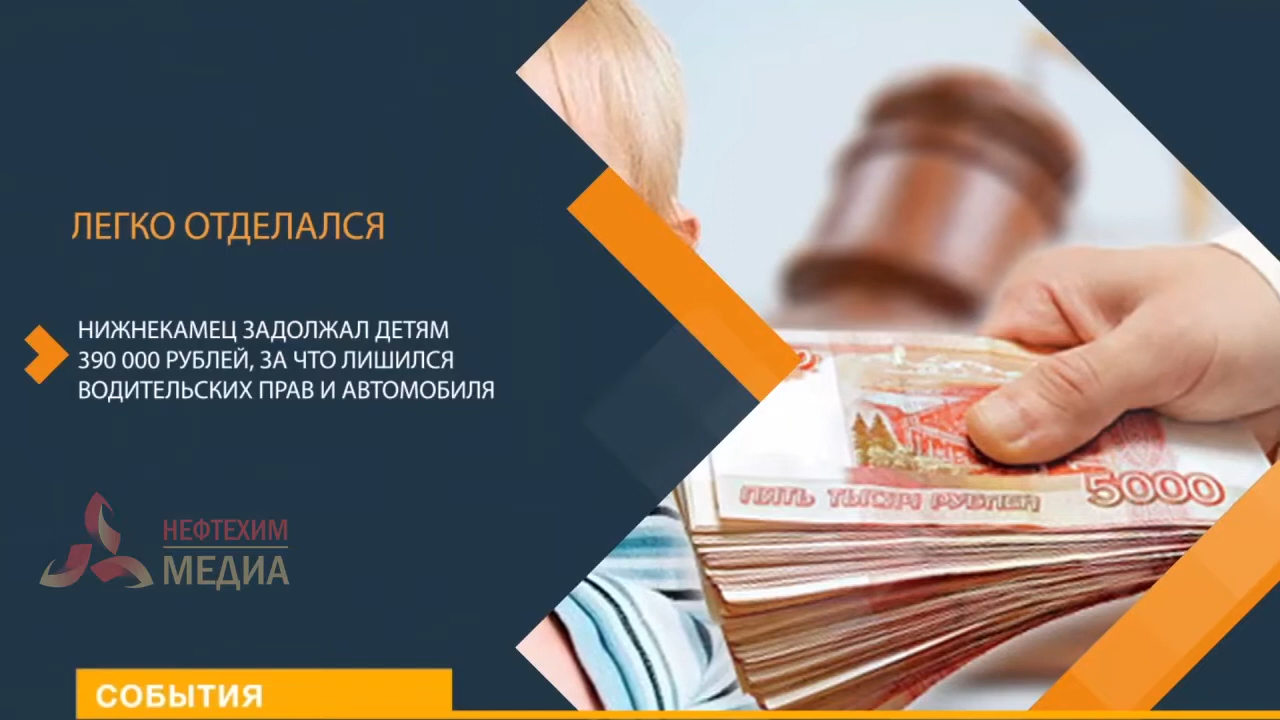 ЛЕГКО ОТДЕЛАЛСЯ
НИЖНЕКАМЕЦ ЗАДОЛЖАЛ ДЕТЯМ
390 000 РУБЛЕЙ, ЗА ЧТО ЛИШИЛСЯ
ВОДИТЕЛЬСКИХ ПРАВ И АВТОМОБИЛЯ
ПЯТЬ ТЫСЯЧ РУБЛЕЙ 5000
НЕФТЕХИМ
МЕДИА
СОБЫТИЯ